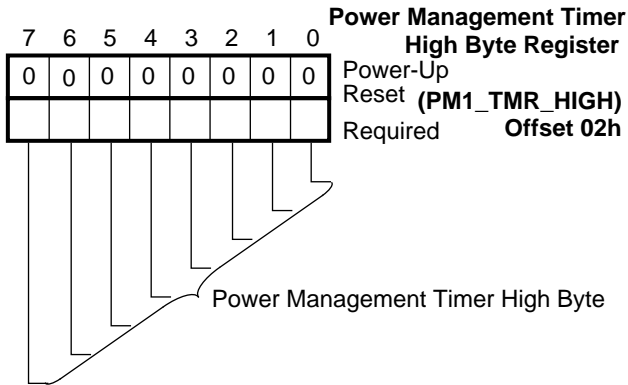 Power Management Timer
High Byte Register
7 6 5 4 3 2 1 0
0 0 0 0 0 0 0 0
Power-Up
Reset
(PM1_TMR_HIGH)
Required
Offset 02h
Power Management Timer High Byte